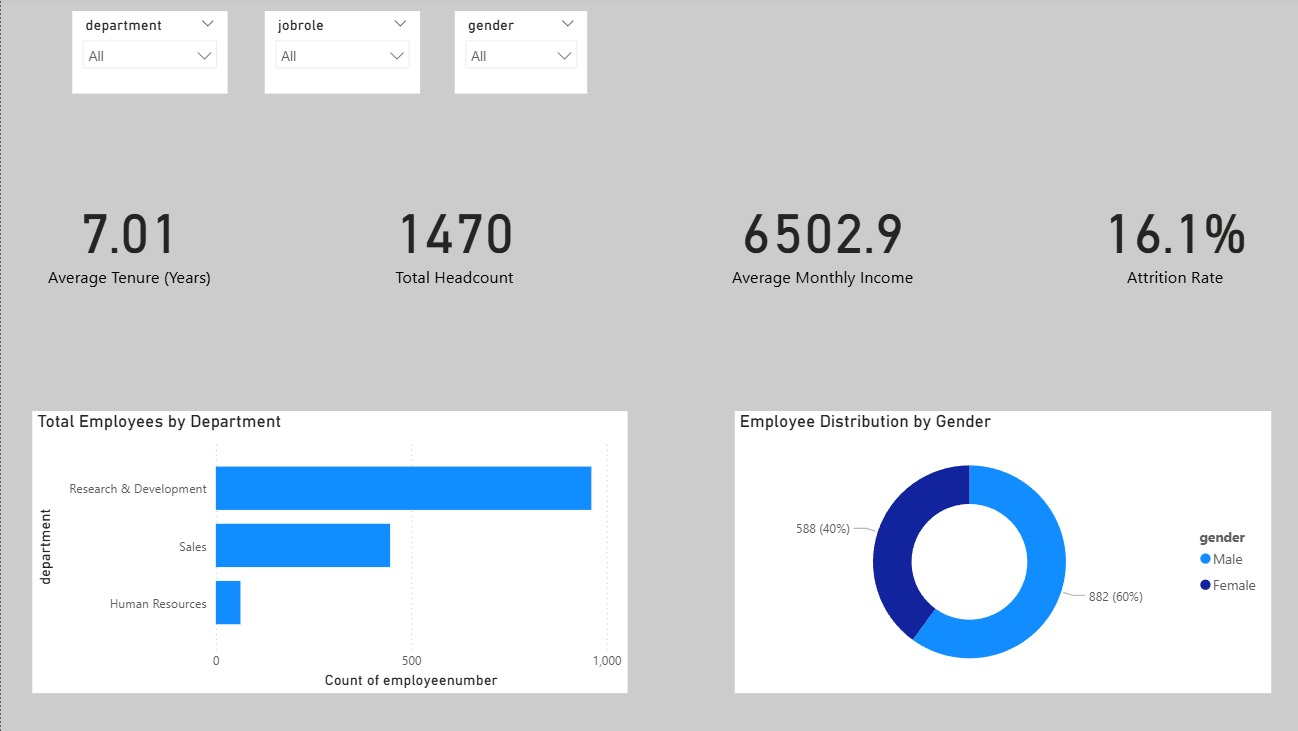 department
All
jobrole
All
gender
All
7.01
Average Tenure (Years)
1470
Total Headcount
6502.9
Average Monthly Income
16.1%
Attrition Rate
Total Employees by Department
department
Research & Development
Sales
Human Resources
0
500
1,000
Count of employeenumber
Employee Distribution by Gender
588 (40%)
882 (60%)
gender
Male
Female